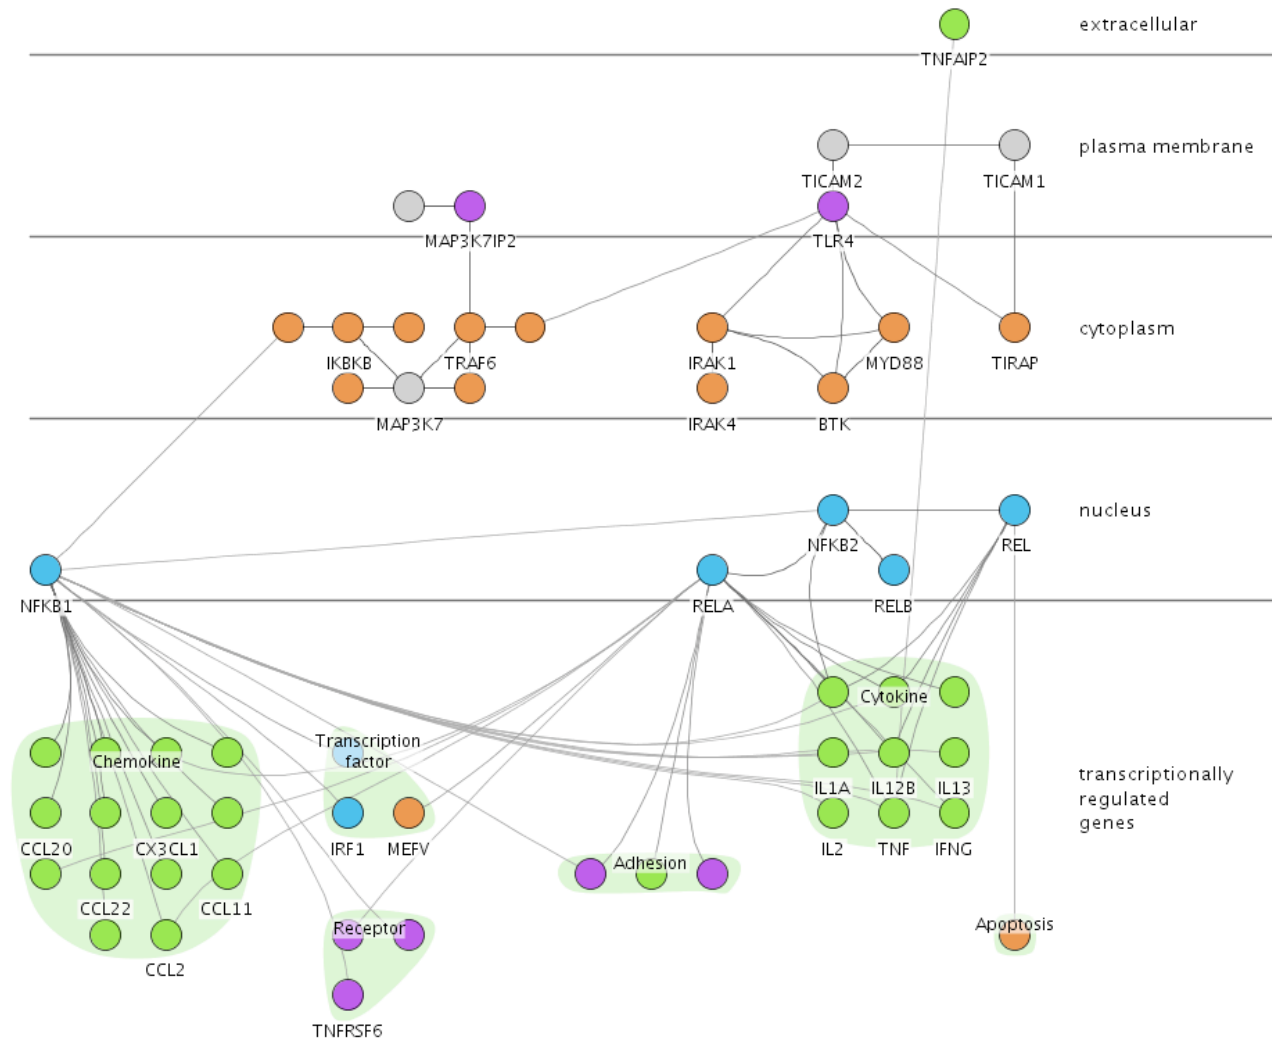 extracellular
TNFAIP2
plasma membrane
TICAM2
TICAM1
MAP3K7IP2
TLR4
cytoplasm
IKBKB
TRAF6
IRAK1
MYD88
TIRAP
MAP3K7
IRAK4
BTK
nucleus
NFKB2
REL
NFKB1
RELA
RELB
Cytokine
Transcription
factor
Chemokine
transcriptionally
regulated
genes
IL1A
IL12B
IL13
CCL20
CX3CL1
IRF1
MEFV
IL2
TNF
IFNG
Adhesion
CCL22
CCL11
Receptor
Apoptosis
CCL2
TNFRSF6